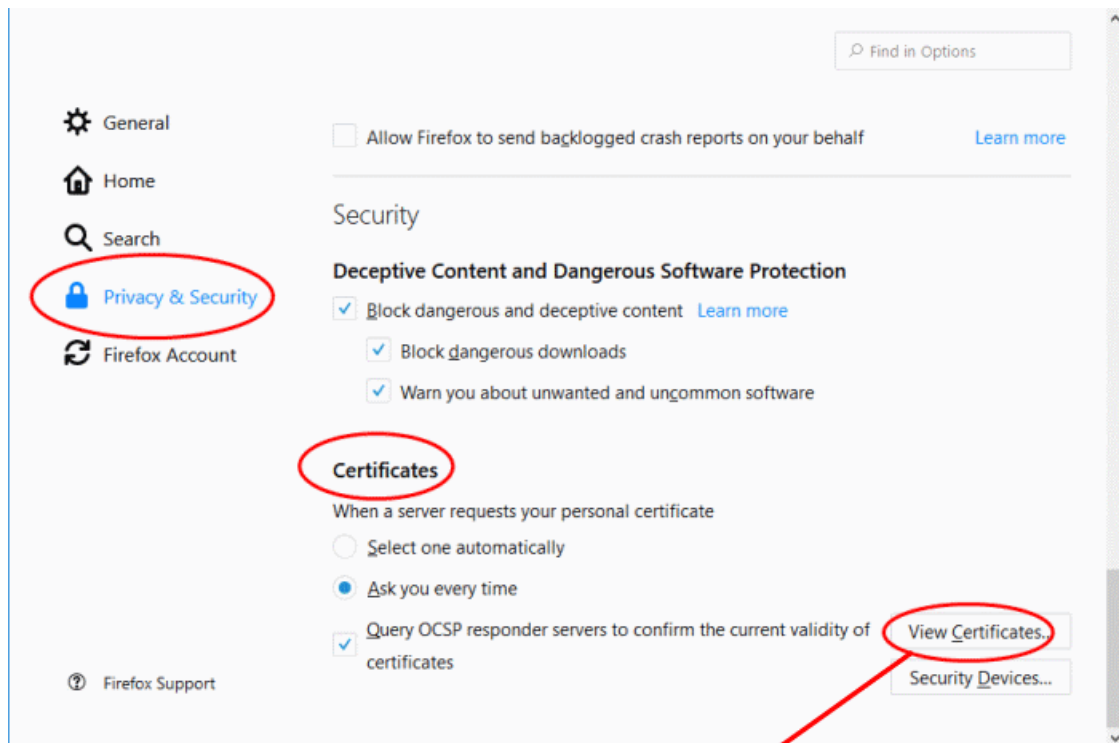 Find in Options
General
Allow Firefox to send backlogged crash reports on your behalf Learn more
Home
Security
Search
Deceptive Content and Dangerous Software Protection
Privacy & Security
Block dangerous and deceptive content Learn more
Firefox Account
Block dangerous downloads
Warn you about unwanted and uncommon software
Certificates
When a server requests your personal certificate
Select one automatically
Ask you every time
Query OCSP responder servers to confirm the current validity of
certificates
View Certificates...
Security Devices...
Firefox Support